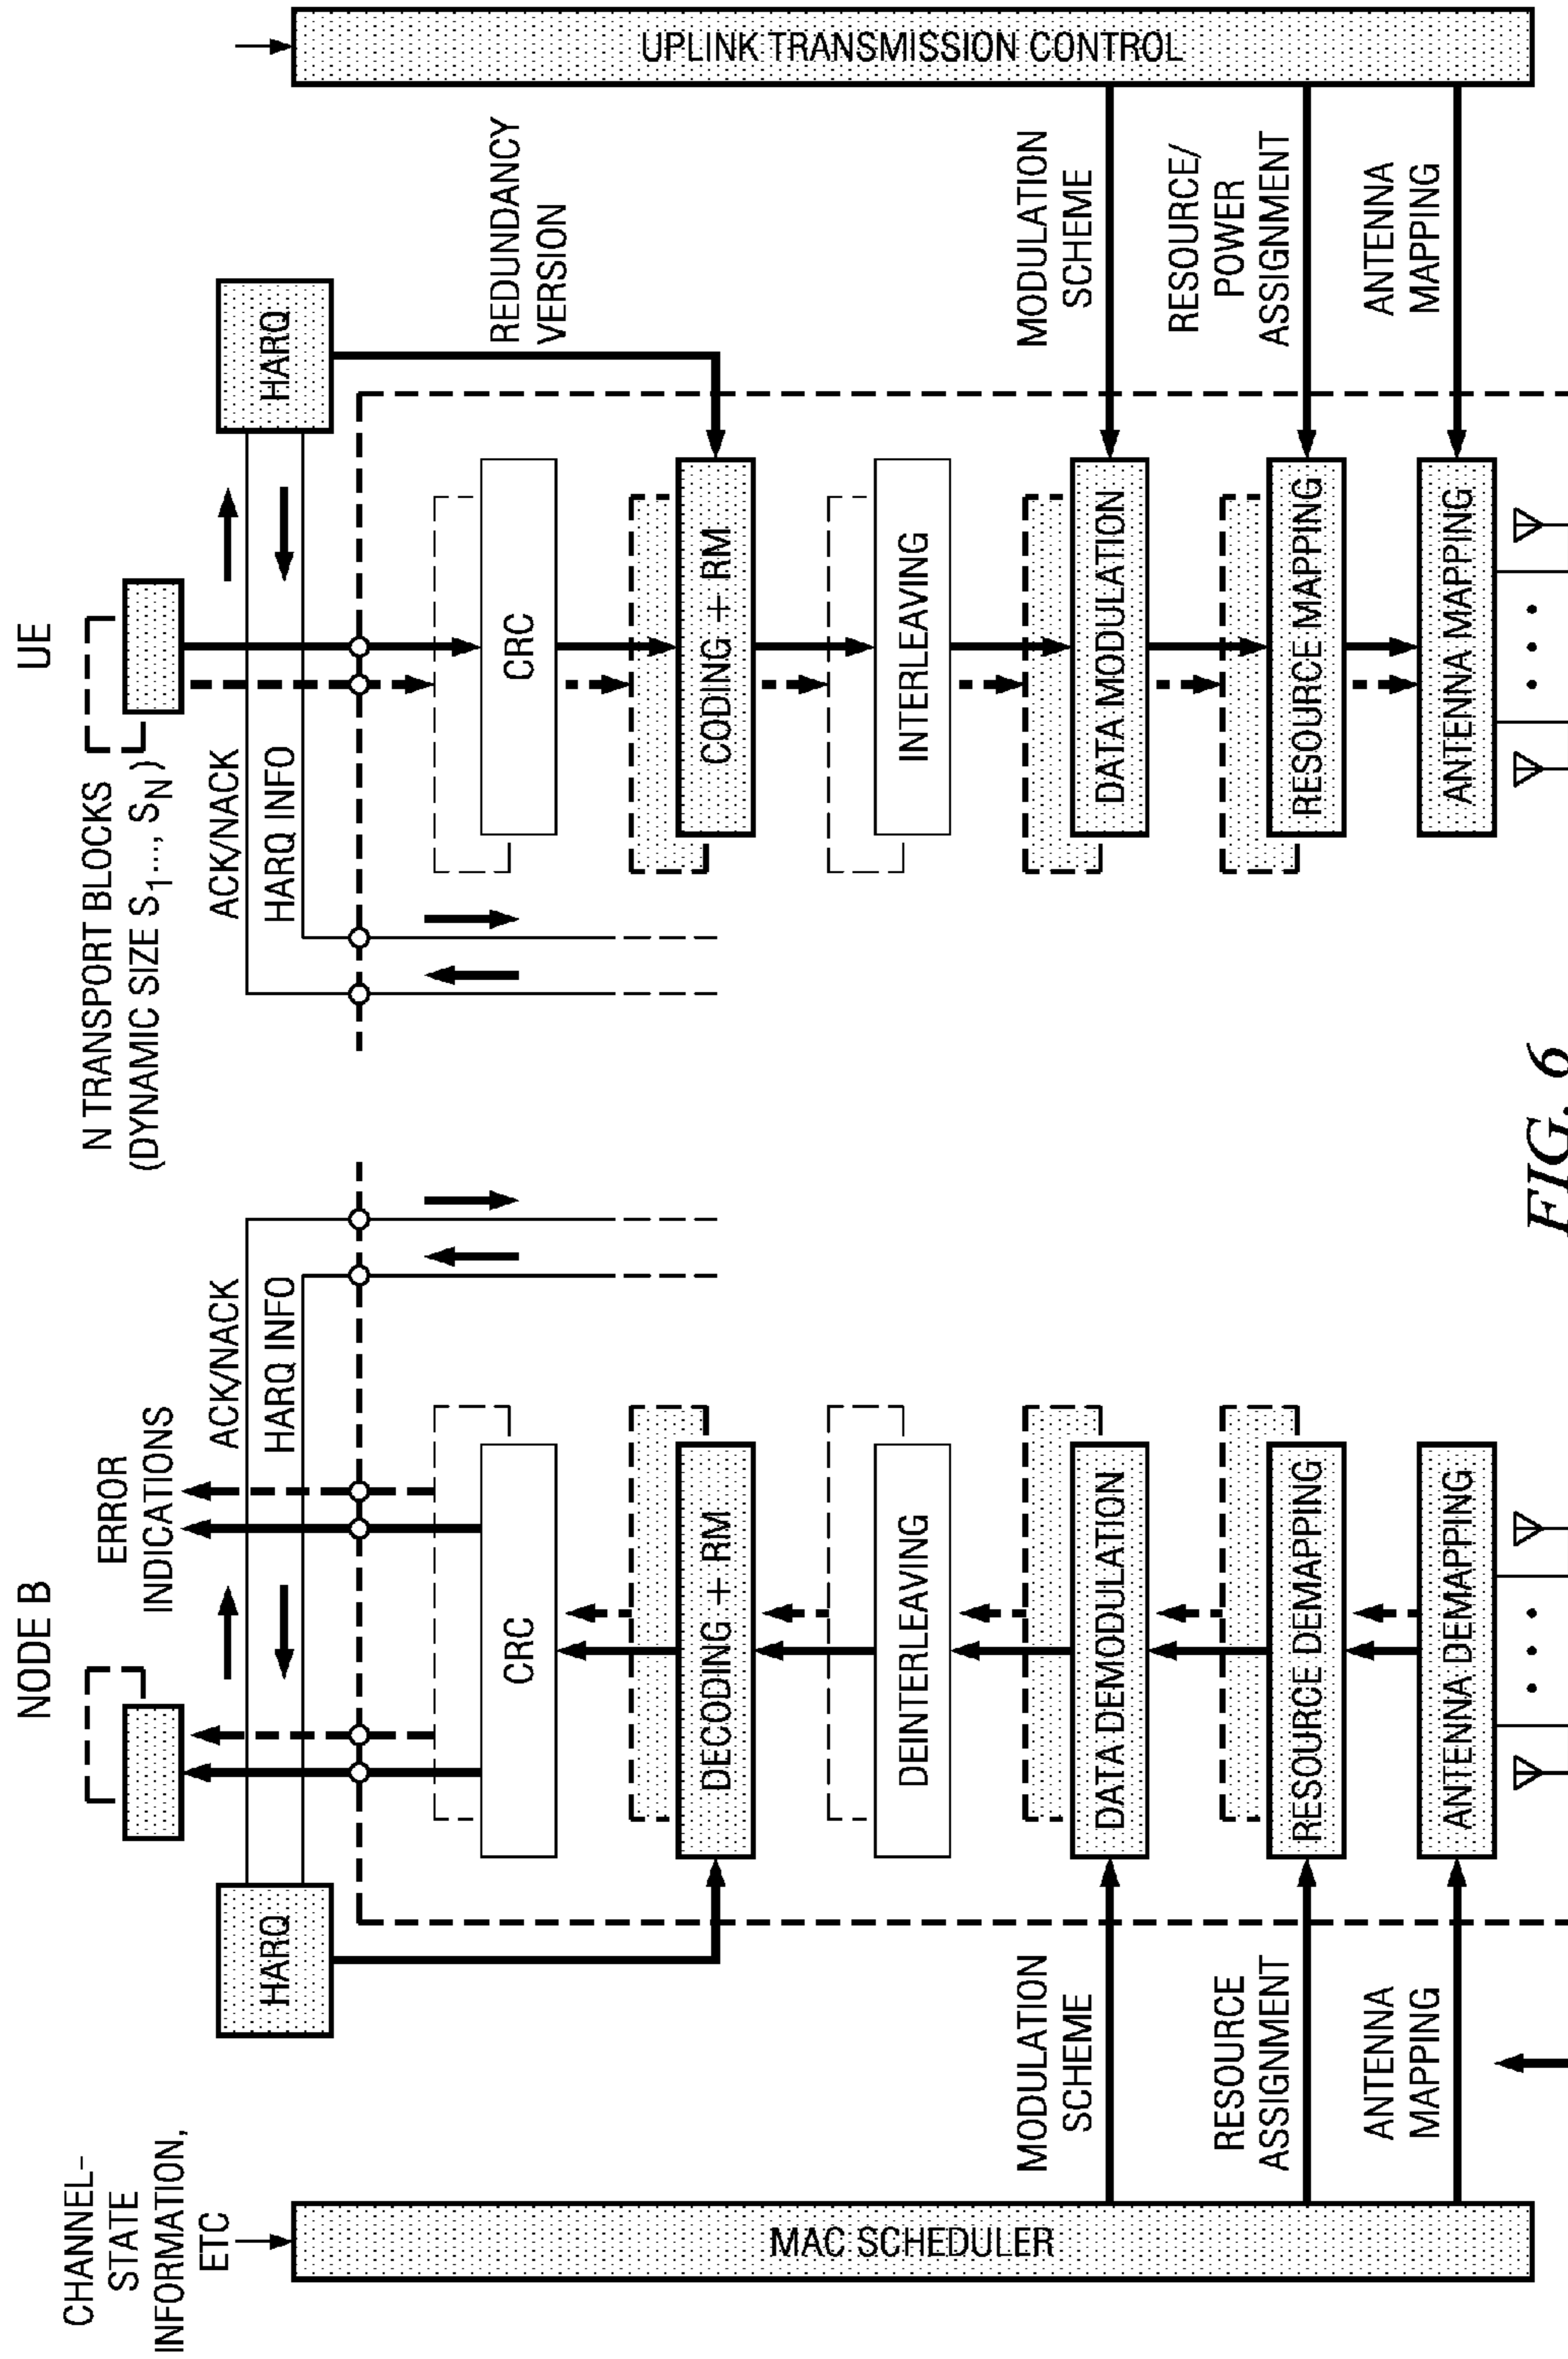 NODE B
UE
CHANNEL-
STATE
INFORMATION,
ETC
ERROR
INDICATIONS
N TRANSPORT BLOCKS
(DYNAMIC SIZE S1..., SN)
HARQ
ACK/NACK
HARQ INFO
ACK/NACK
HARQ INFO
HARQ
REDUNDANCY
VERSION
CRC
CRC
DECODING + RM
CODING + RM
DEINTERLEAVING
INTERLEAVING
MODULATION
SCHEME
DATA DEMODULATION
DATA MODULATION
MODULATION
SCHEME
RESOURCE
ASSIGNMENT
RESOURCE DEMAPPING
RESOURCE MAPPING
RESOURCE/
POWER
ASSIGNMENT
ANTENNA
MAPPING
ANTENNA DEMAPPING
ANTENNA MAPPING
ANTENNA
MAPPING
MAC SCHEDULER
UPLINK TRANSMISSION CONTROL
FIG. 6